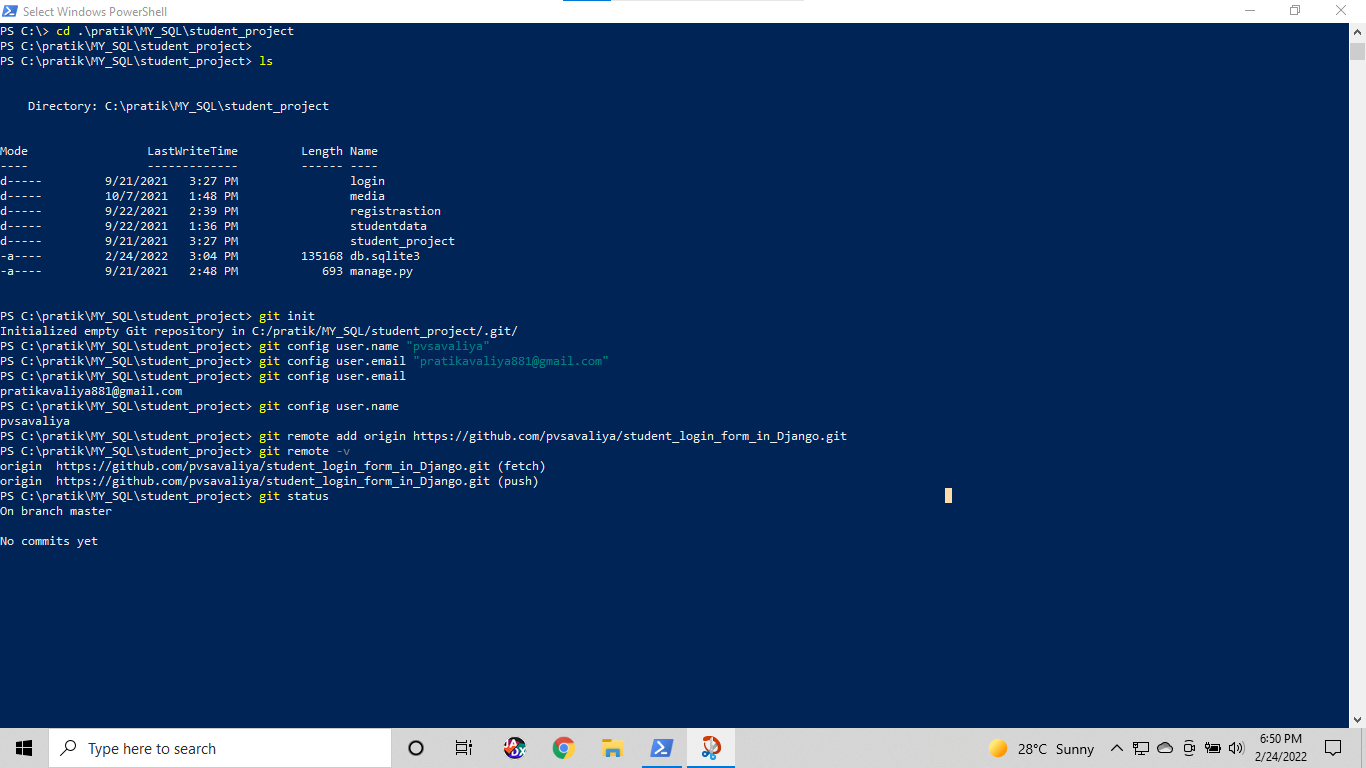 Select Windows PowerShell
PS C:\> cd .\pratik\MY_SQL\student_project
PS C:\pratik\MY_SQL\student_project>
PS C:\pratik\MY_SQL\student_project> ls
Directory: C:\pratik\MY_SQL\student_project
Mode                 LastWriteTime         Length Name
----                 -------------         ------ ----
d-----         9/21/2021   3:27 PM                login
d-----         10/7/2021   1:48 PM                media
d-----         9/22/2021   2:39 PM                registrastion
d-----         9/22/2021   1:36 PM                studentdata
d-----         9/21/2021   3:27 PM                student_project
-a----         2/24/2022   3:04 PM         135168 db.sqlite3
-a----         9/21/2021   2:48 PM            693 manage.py
PS C:\pratik\MY_SQL\student_project> git init
Initialized empty Git repository in C:/pratik/MY_SQL/student_project/.git/
PS C:\pratik\MY_SQL\student_project> git config user.name "pvsavaliya"
PS C:\pratik\MY_SQL\student_project> git config user.email "pratikavaliya881@gmail.com"
PS C:\pratik\MY_SQL\student_project> git config user.email
pratikavaliya881@gmail.com
PS C:\pratik\MY_SQL\student_project> git config user.name
pvsavaliya
PS C:\pratik\MY_SQL\student_project> git remote add origin https://github.com/pvsavaliya/student_login_form_in_Django.git
PS C:\pratik\MY_SQL\student_project> git remote -v
origin  https://github.com/pvsavaliya/student_login_form_in_Django.git (fetch)
origin  https://github.com/pvsavaliya/student_login_form_in_Django.git (push)
PS C:\pratik\MY_SQL\student_project> git status
On branch master
No commits yet
Type here to search
28°C Sunny
6:50 PM
2/24/2022